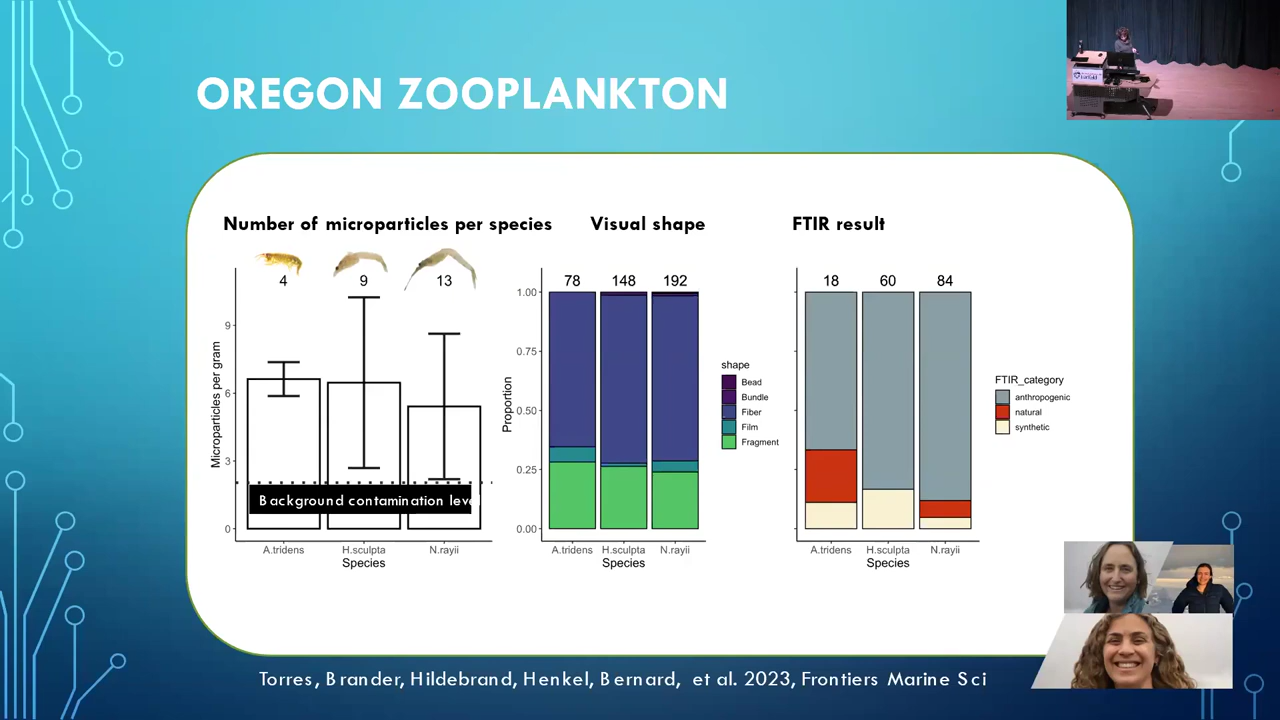 OREGON ZOOPLANKTON
Number of microparticles per species
Visual shape
FTIR result
4 9 13
Microparticles per gram
9
6
3
0
Background contamination leve
A.tridens H.sculpta N.rayii
Species
78 148 192
Proportion
1.00
0.75
0.50
0.25
0.00
A.tridens H.sculpta N.rayii
Species
shape
Bead
Bundle
Fiber
Film
Fragment
18 60 84
A.tridens H.sculpta N.rayii
Species
FTIR_category
anthropogenic
natural
synthetic
Torres, Brander, Hildebrand, Henkel, Bernard, et al. 2023, Frontiers Marine Sci